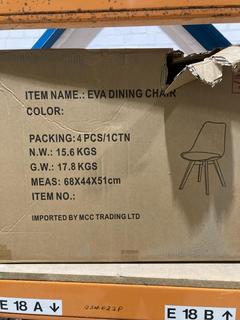 ITEM NAME.: EVA DINING CHAIR
COLOR:
PACKING: 4 PCS/1CTN
N.W.: 15.6 KGS
G.W.: 17.8 KGS
MEAS: 68X44X51cm
ITEM NO.:
IMPORTED BY MCC TRADING LTD
E 18 A ↓
E 18 B ↑